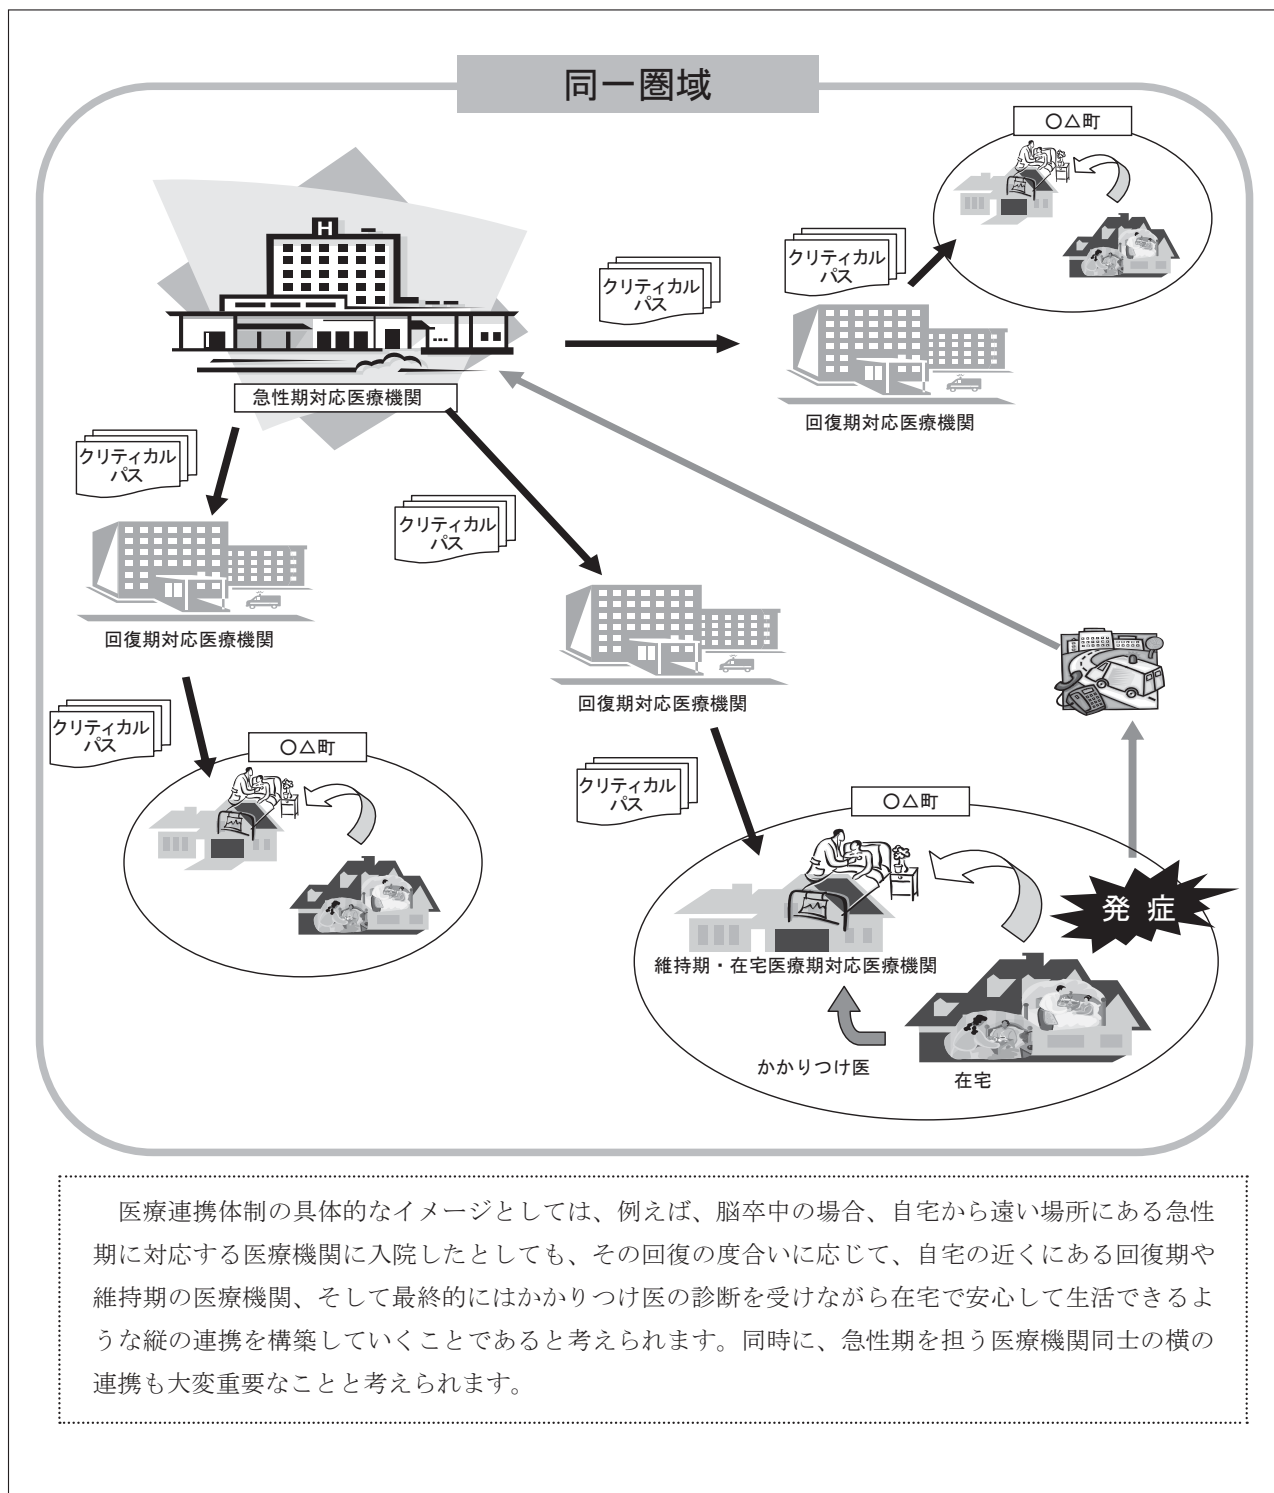 同一圏域
○△町
クリティカル
パス
クリティカル
パス
急性期対応医療機関
回復期対応医療機関
クリティカル
パス
クリティカル
パス
回復期対応医療機関
回復期対応医療機関
クリティカル
パス
○△町
クリティカル
パス
○△町
発 症
維持期・在宅医療期対応医療機関
かかりつけ医
在宅
H
医療連携体制の具体的なイメージとしては、例えば、脳卒中の場合、自宅から遠い場所にある急性
期に対応する医療機関に入院したとしても、その回復の度合いに応じて、自宅の近くにある回復期や
維持期の医療機関、そして最終的にはかかりつけ医の診断を受けながら在宅で安心して生活できるよ
うな縦の連携を構築していくことであると考えられます。同時に、急性期を担う医療機関同士の横の
連携も大変重要なことと考えられます。